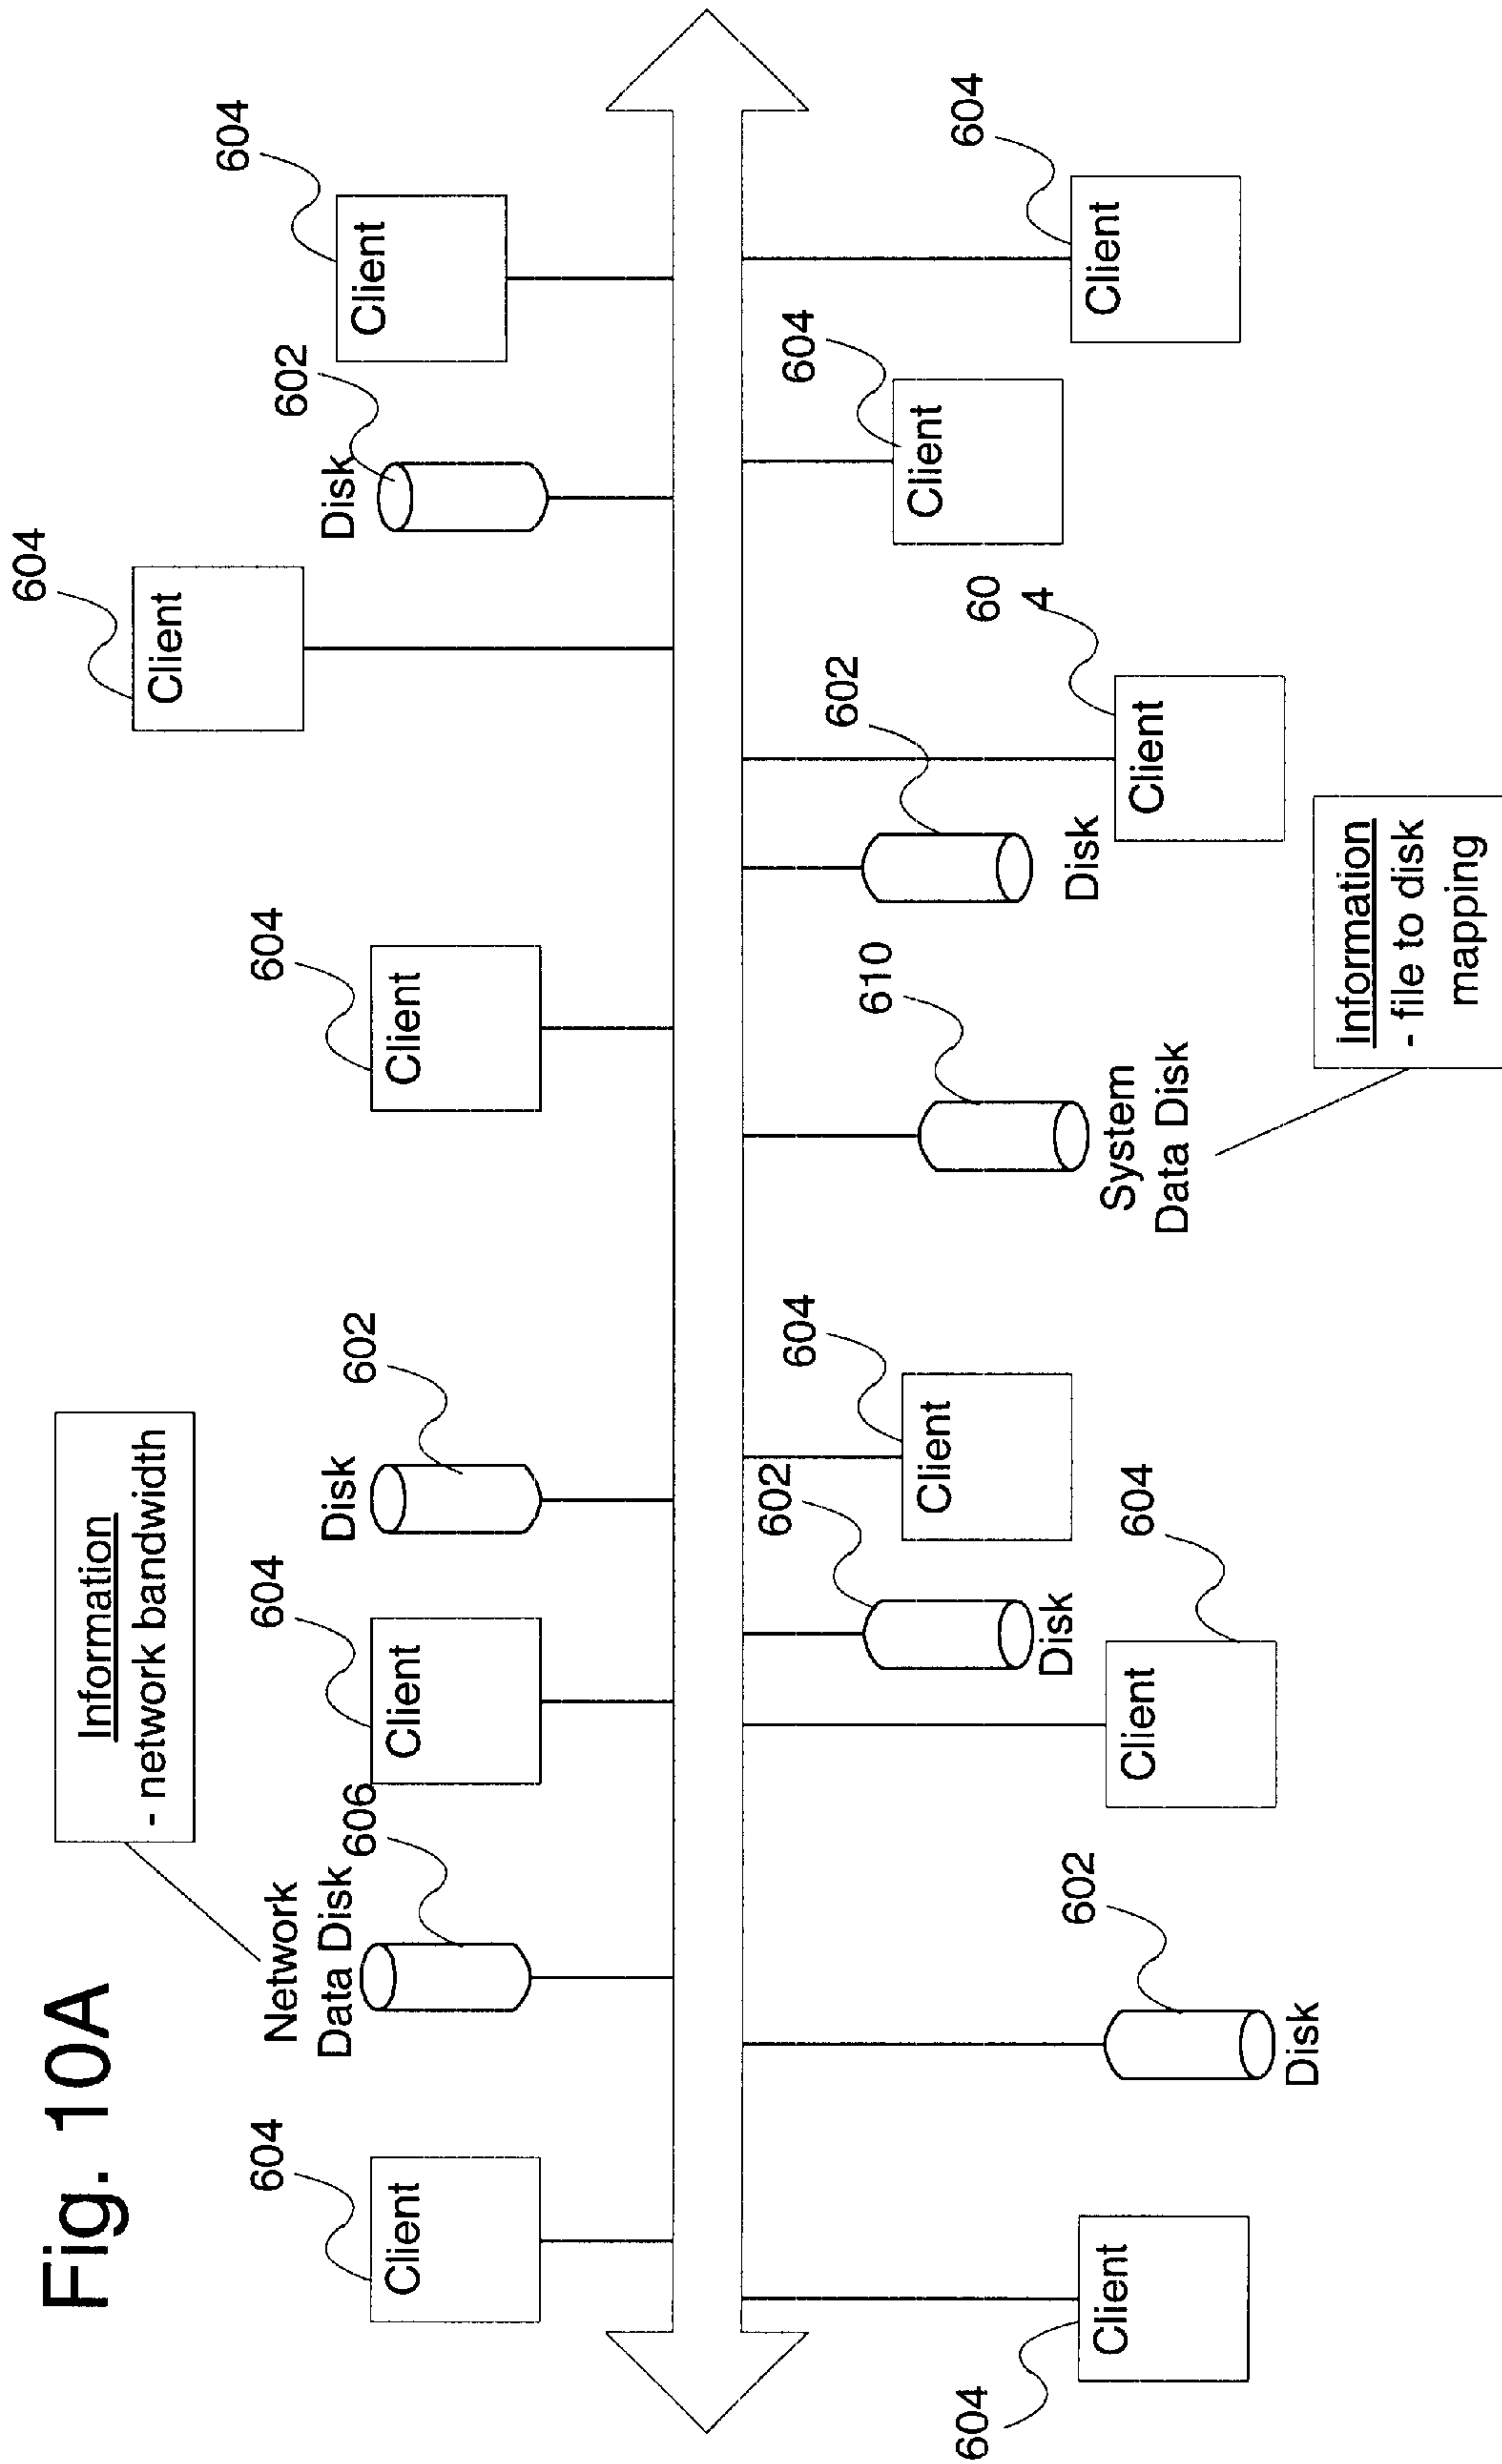 Fig. 10A
Information
- network bandwidth
604
604
Client
Network
Data Disk
606
604
Client
Disk
602
604
Client
Client
Disk
602
604
Client
604
Client
602
Disk
604
Client
602
Disk
604
Client
610
System
Data Disk
602
Disk
60
4
Client
604
Client
604
Client
Information
- file to disk
mapping